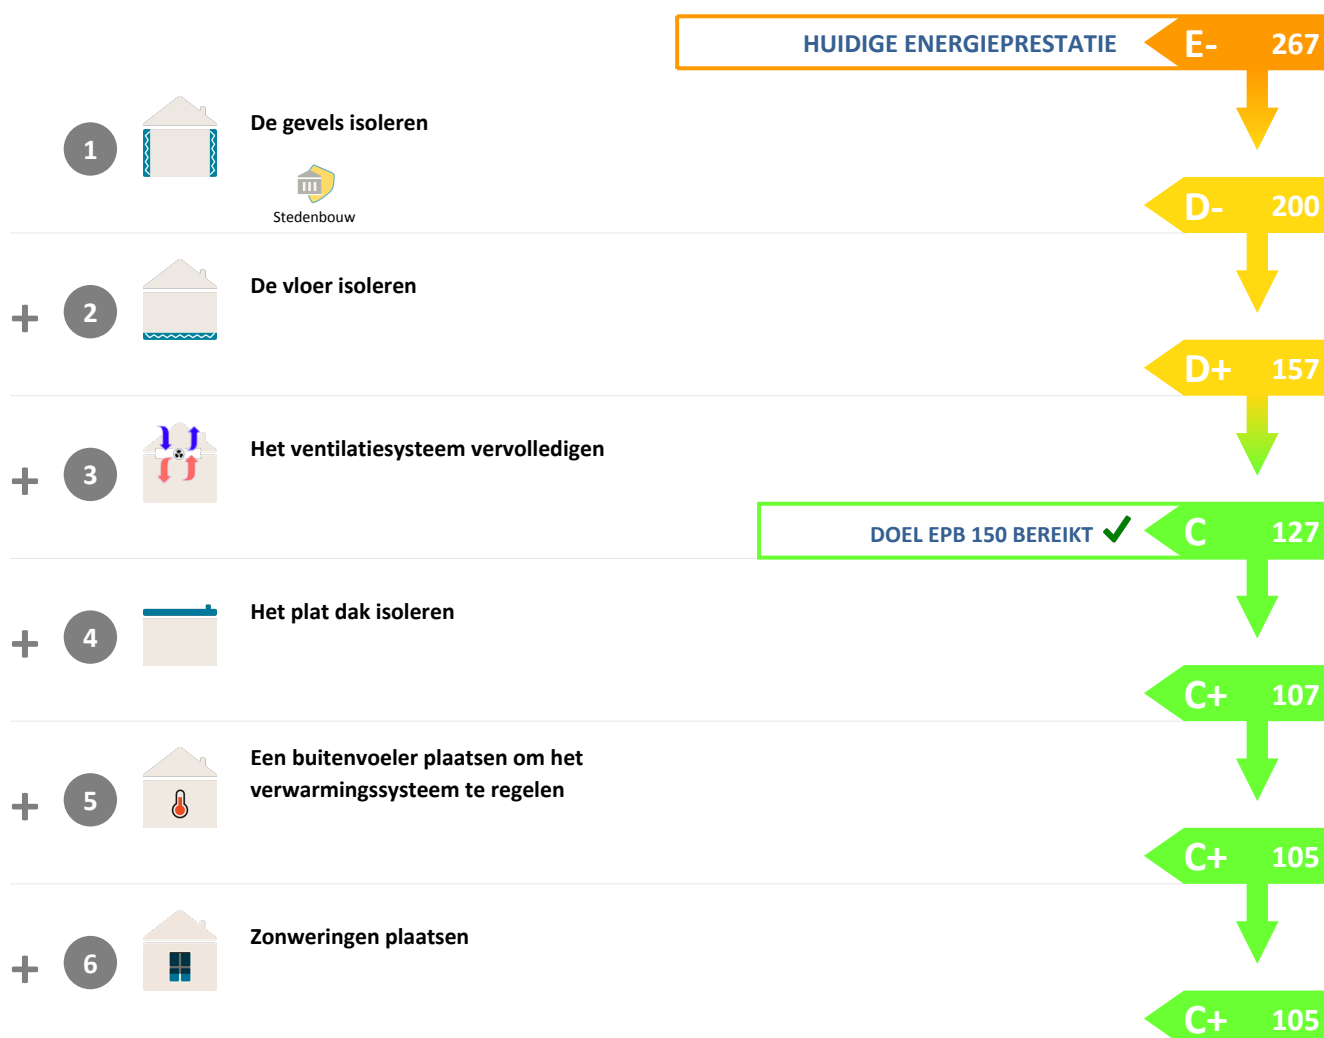 HUIDIGE ENERGIEPRESTATIE E- 267
1 De gevels isoleren
Stedenbouw
D- 200
+ 2 De vloer isoleren
D+ 157
+ 3 Het ventilatiesysteem vervolledigen
DOEL EPB 150 BEREIKT ✓ C 127
+ 4 Het plat dak isoleren
C+ 107
+ 5 Een buitenvoeler plaatsen om het
verwarmingssysteem te regelen
C+ 105
+ 6 Zonweringen plaatsen
C+ 105